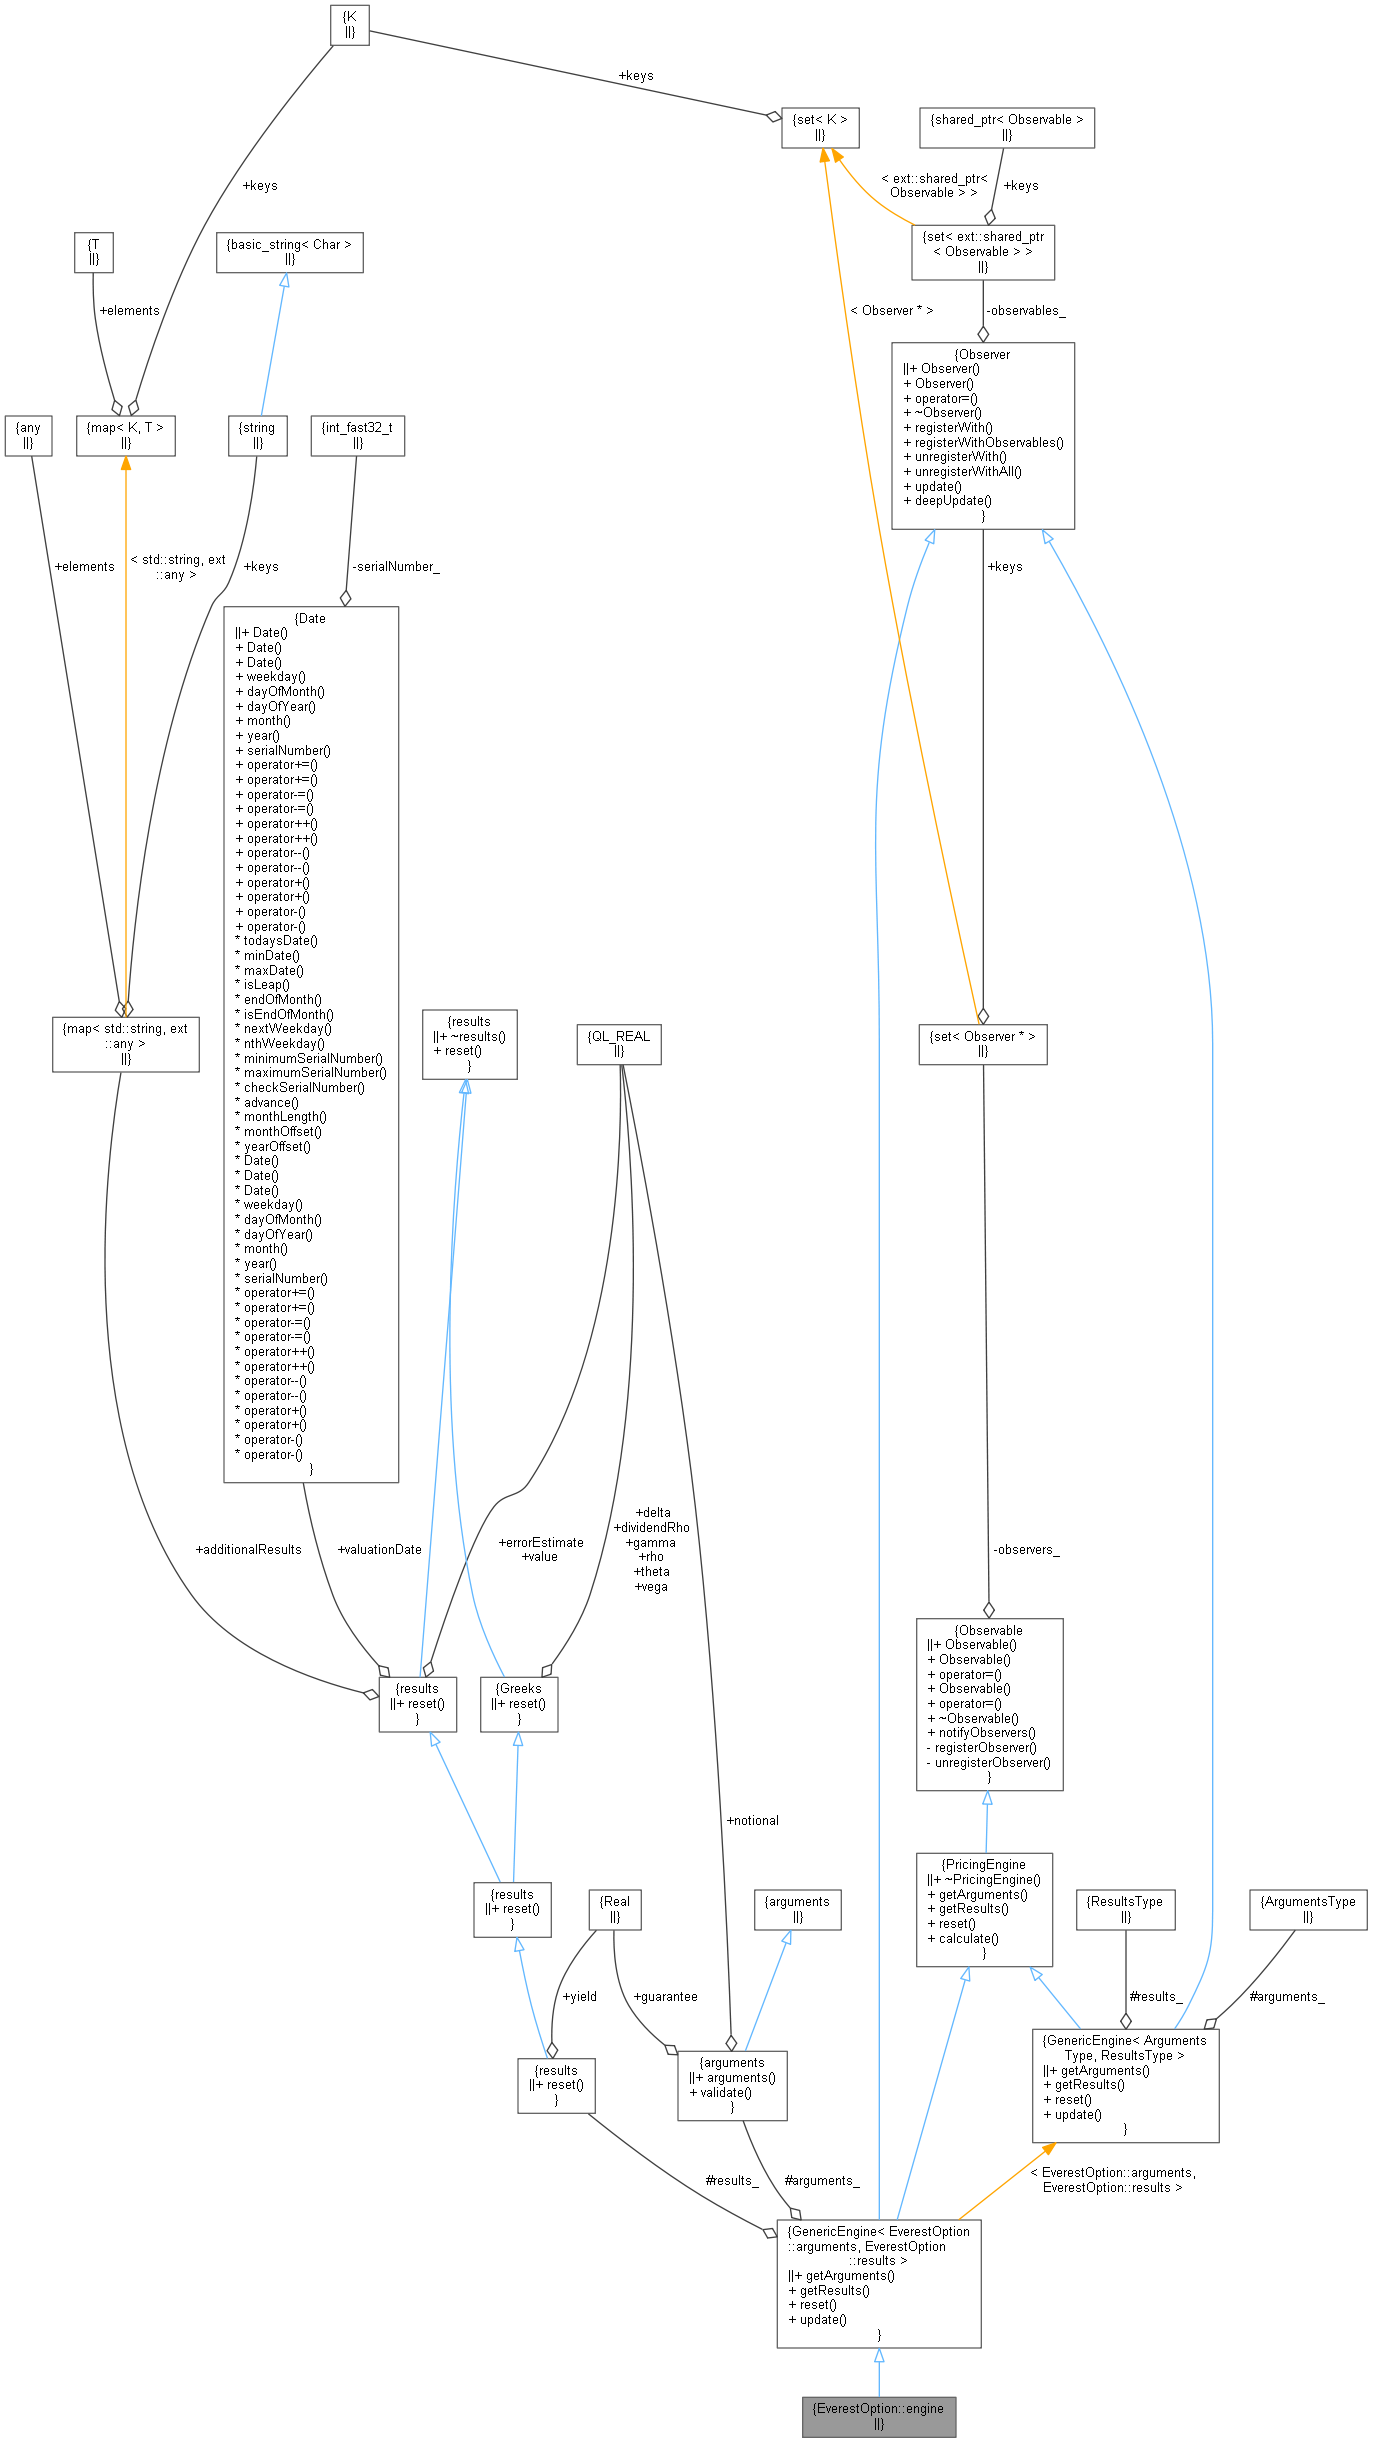 {K
||}
+keys
{set< K >
||}
{shared_ptr< Observable >
||}
< ext::shared_ptr<
Observable > >
+keys
+keys
{T
||}
{basic_string< Char >
||}
{set< ext::shared_ptr
< Observable > >
||}
+elements
< Observer * >
-observables_
{Observer
||+ Observer()
+ Observer()
+ operator=()
+ ~Observer()
+ registerWith()
+ registerWithObservables()
+ unregisterWith()
+ unregisterWithAll()
+ update()
+ deepUpdate()
}
{any
||}
{map< K, T >
||}
{string
||}
{int_fast32_t
||}
+elements
< std::string, ext
::any >
+keys
-serialNumber_
+keys
{Date
||+ Date()
+ Date()
+ Date()
+ weekday()
+ dayOfMonth()
+ dayOfYear()
+ month()
+ year()
+ serialNumber()
+ operator+=()
+ operator+=()
+ operator-=()
+ operator-=()
+ operator++()
+ operator++()
+ operator--()
+ operator--()
+ operator+()
+ operator+()
+ operator-()
+ operator-()
* todaysDate()
* minDate()
* maxDate()
* isLeap()
* endOfMonth()
* isEndOfMonth()
* nextWeekday()
* nthWeekday()
* minimumSerialNumber()
* maximumSerialNumber()
* checkSerialNumber()
* advance()
* monthLength()
* monthOffset()
* yearOffset()
* Date()
* Date()
* Date()
* weekday()
* dayOfMonth()
* dayOfYear()
* month()
* year()
* serialNumber()
* operator+=()
* operator+=()
* operator-=()
* operator-=()
* operator++()
* operator++()
* operator--()
* operator--()
* operator+()
* operator+()
* operator-()
* operator-()
}
{map< std::string, ext
::any >
||}
{results
||+ ~results()
+ reset()
}
{QL_REAL
||}
{set< Observer * >
||}
+additionalResults
+valuationDate
+errorEstimate
+value
+delta
+dividendRho
+gamma
+rho
+theta
+vega
-observers_
{results
||+ reset()
}
{Greeks
||+ reset()
}
{Observable
||+ Observable()
+ Observable()
+ operator=()
+ Observable()
+ operator=()
+ ~Observable()
+ notifyObservers()
- registerObserver()
- unregisterObserver()
}
+notional
{results
||+ reset()
}
{Real
||}
{arguments
||}
{PricingEngine
||+ ~PricingEngine()
+ getArguments()
+ getResults()
+ reset()
+ calculate()
}
{ResultsType
||}
{ArgumentsType
||}
+yield
+guarantee
#results_
#arguments_
{results
||+ reset()
}
{arguments
||+ arguments()
+ validate()
}
{GenericEngine< Arguments
Type, ResultsType >
||+ getArguments()
+ getResults()
+ reset()
+ update()
}
#results_
#arguments_
< EverestOption::arguments,
EverestOption::results >
{GenericEngine< EverestOption
::arguments, EverestOption
::results >
||+ getArguments()
+ getResults()
+ reset()
+ update()
}
{EverestOption::engine
||}